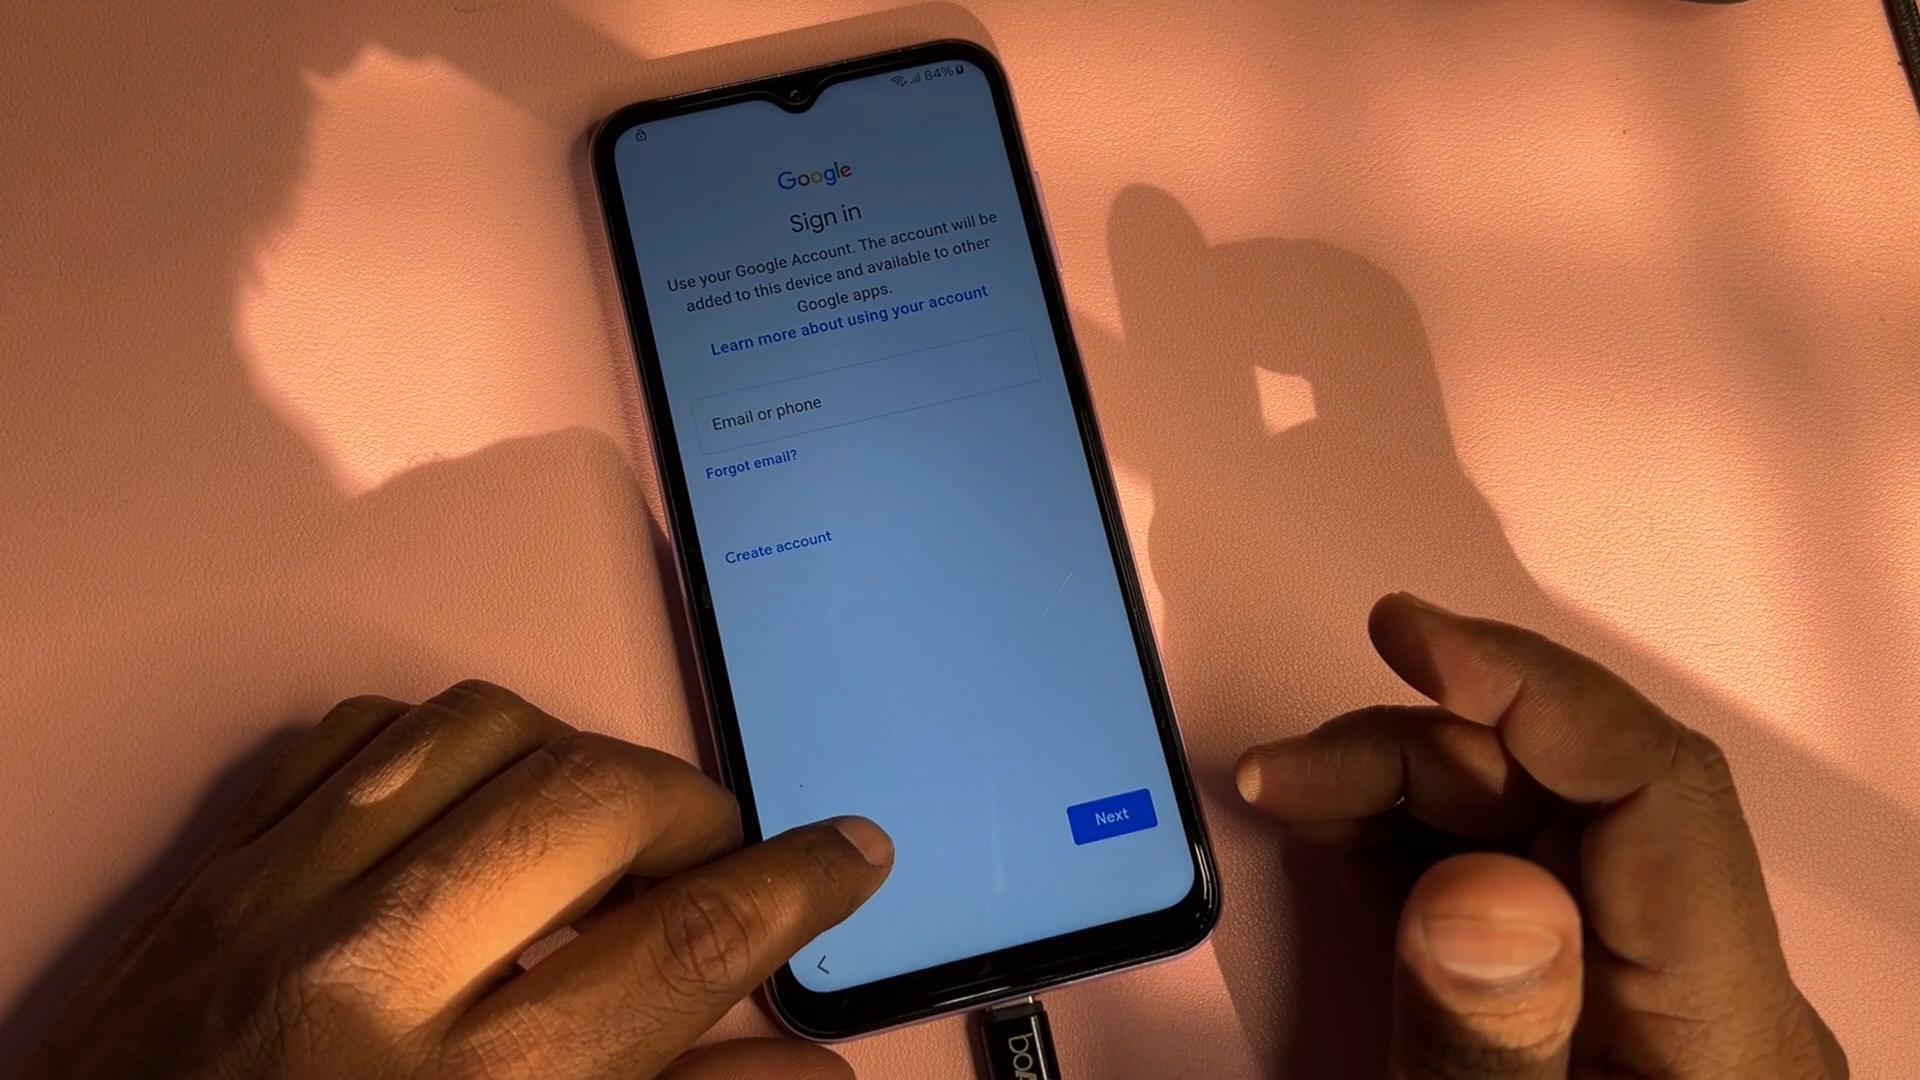 84%
Google
Sign in
Use your Google Account. The account will be
added to this device and available to other
Google apps.
Learn more about using your account
Email or phone
Forgot email?
Create account
Next